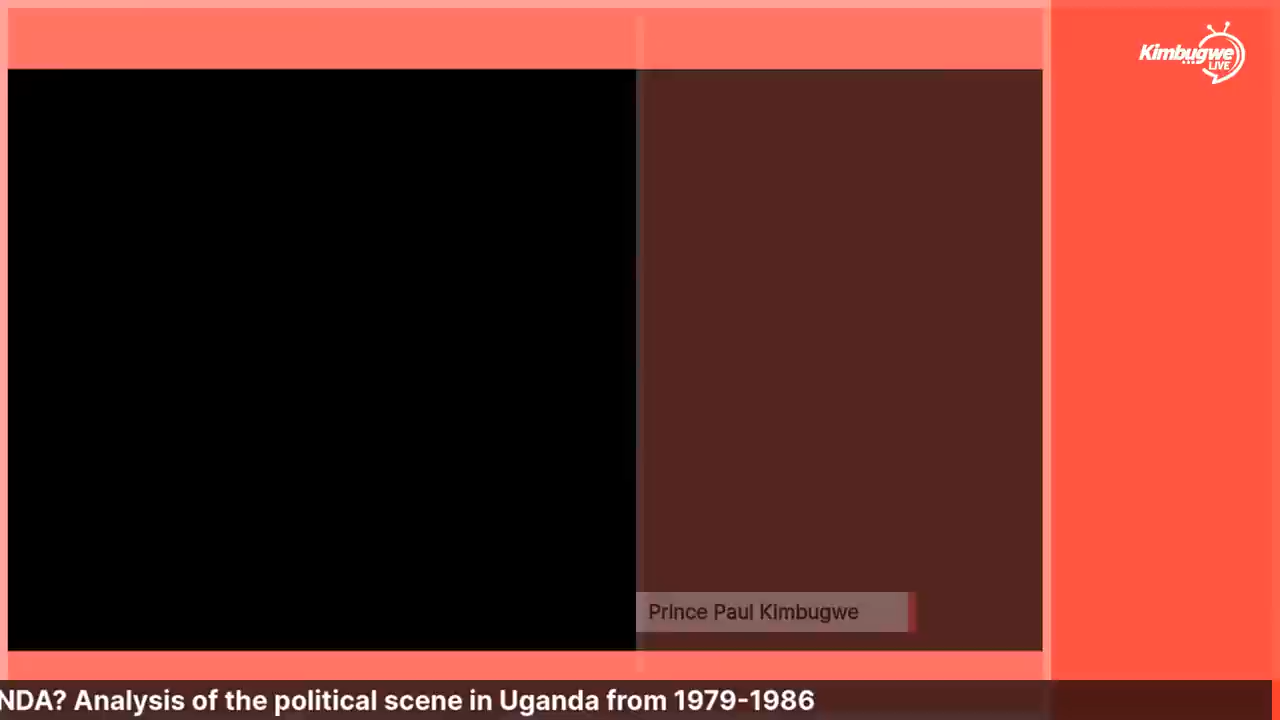 Kimbugwe
LIVE
Prince Paul Kimbugwe
NDA? Analysis of the political scene in Uganda from 1979-1986